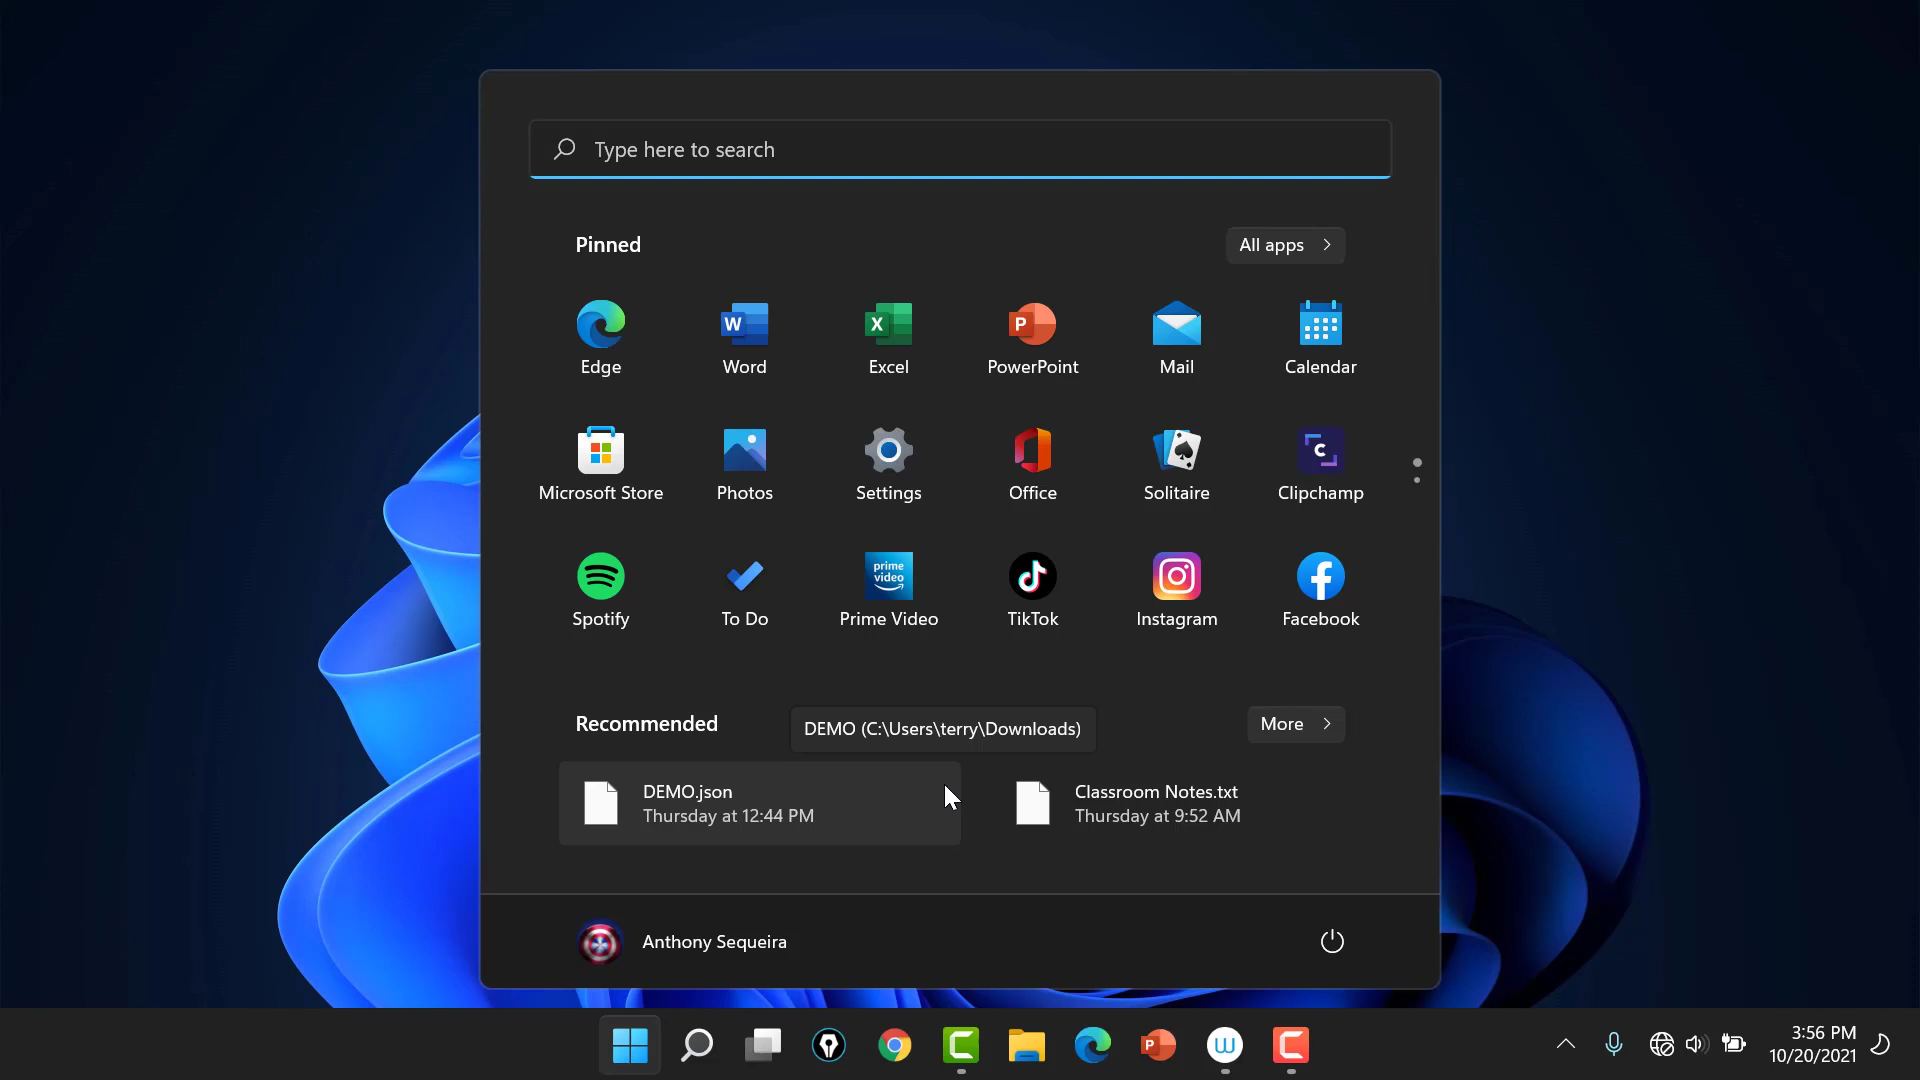 Type here to search
Pinned
All apps
Edge
Word
Excel
PowerPoint
Mail
Calendar
Microsoft Store
Photos
Settings
Office
Solitaire
Clipchamp
prime
video
Spotify
To Do
Prime Video
TikTok
Instagram
Facebook
Recommended
DEMO (C:\Users\terry\Downloads)
More
DEMO.json
Thursday at 12:44 PM
Classroom Notes.txt
Thursday at 9:52 AM
Anthony Sequeira
3:56 PM
10/20/2021